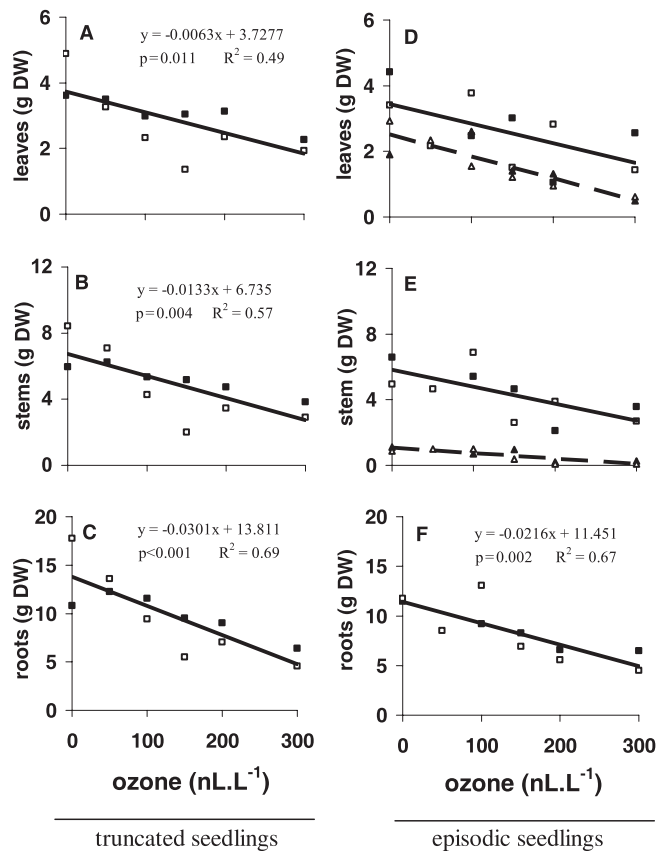 A
y = -0.0063x + 3.7277
p=0.011 R² = 0.49
leaves (g DW)
6
4
2
0
D
leaves (g DW)
6
4
2
0
B
y = -0.0133x + 6.735
p=0.004 R² = 0.57
stems (g DW)
12
8
4
0
E
stem (g DW)
12
8
4
0
C
y = -0.0301x + 13.811
p<0.001 R² = 0.69
roots (g DW)
20
15
10
5
0
0 100 200 300
ozone (nL.L⁻¹)
truncated seedlings
F
y = -0.0216x + 11.451
p=0.002 R² = 0.67
roots (g DW)
20
15
10
5
0
0 100 200 300
ozone (nL.L⁻¹)
episodic seedlings